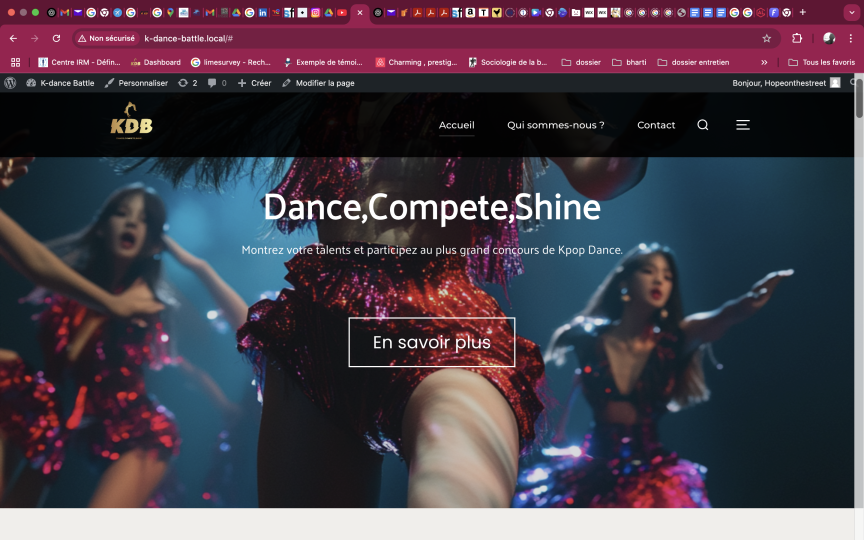 Non sécurisé
k-dance-battle.local/#
Centre IRM - Défin...
Dashboard
limesurvey - Rech...
Exemple de témoi...
Charming , prestig...
Sociologie de la b...
dossier
bharti
dossier entretien
Tous les favoris
K-dance Battle
Personnaliser
2
0
Créer
Modifier la page
Bonjour, Hopeonthestreet
KDB
Accueil
Qui sommes-nous ?
Contact
Dance,Compete,Shine
Montrez votre talents et participez au plus grand concours de Kpop Dance.
En savoir plus